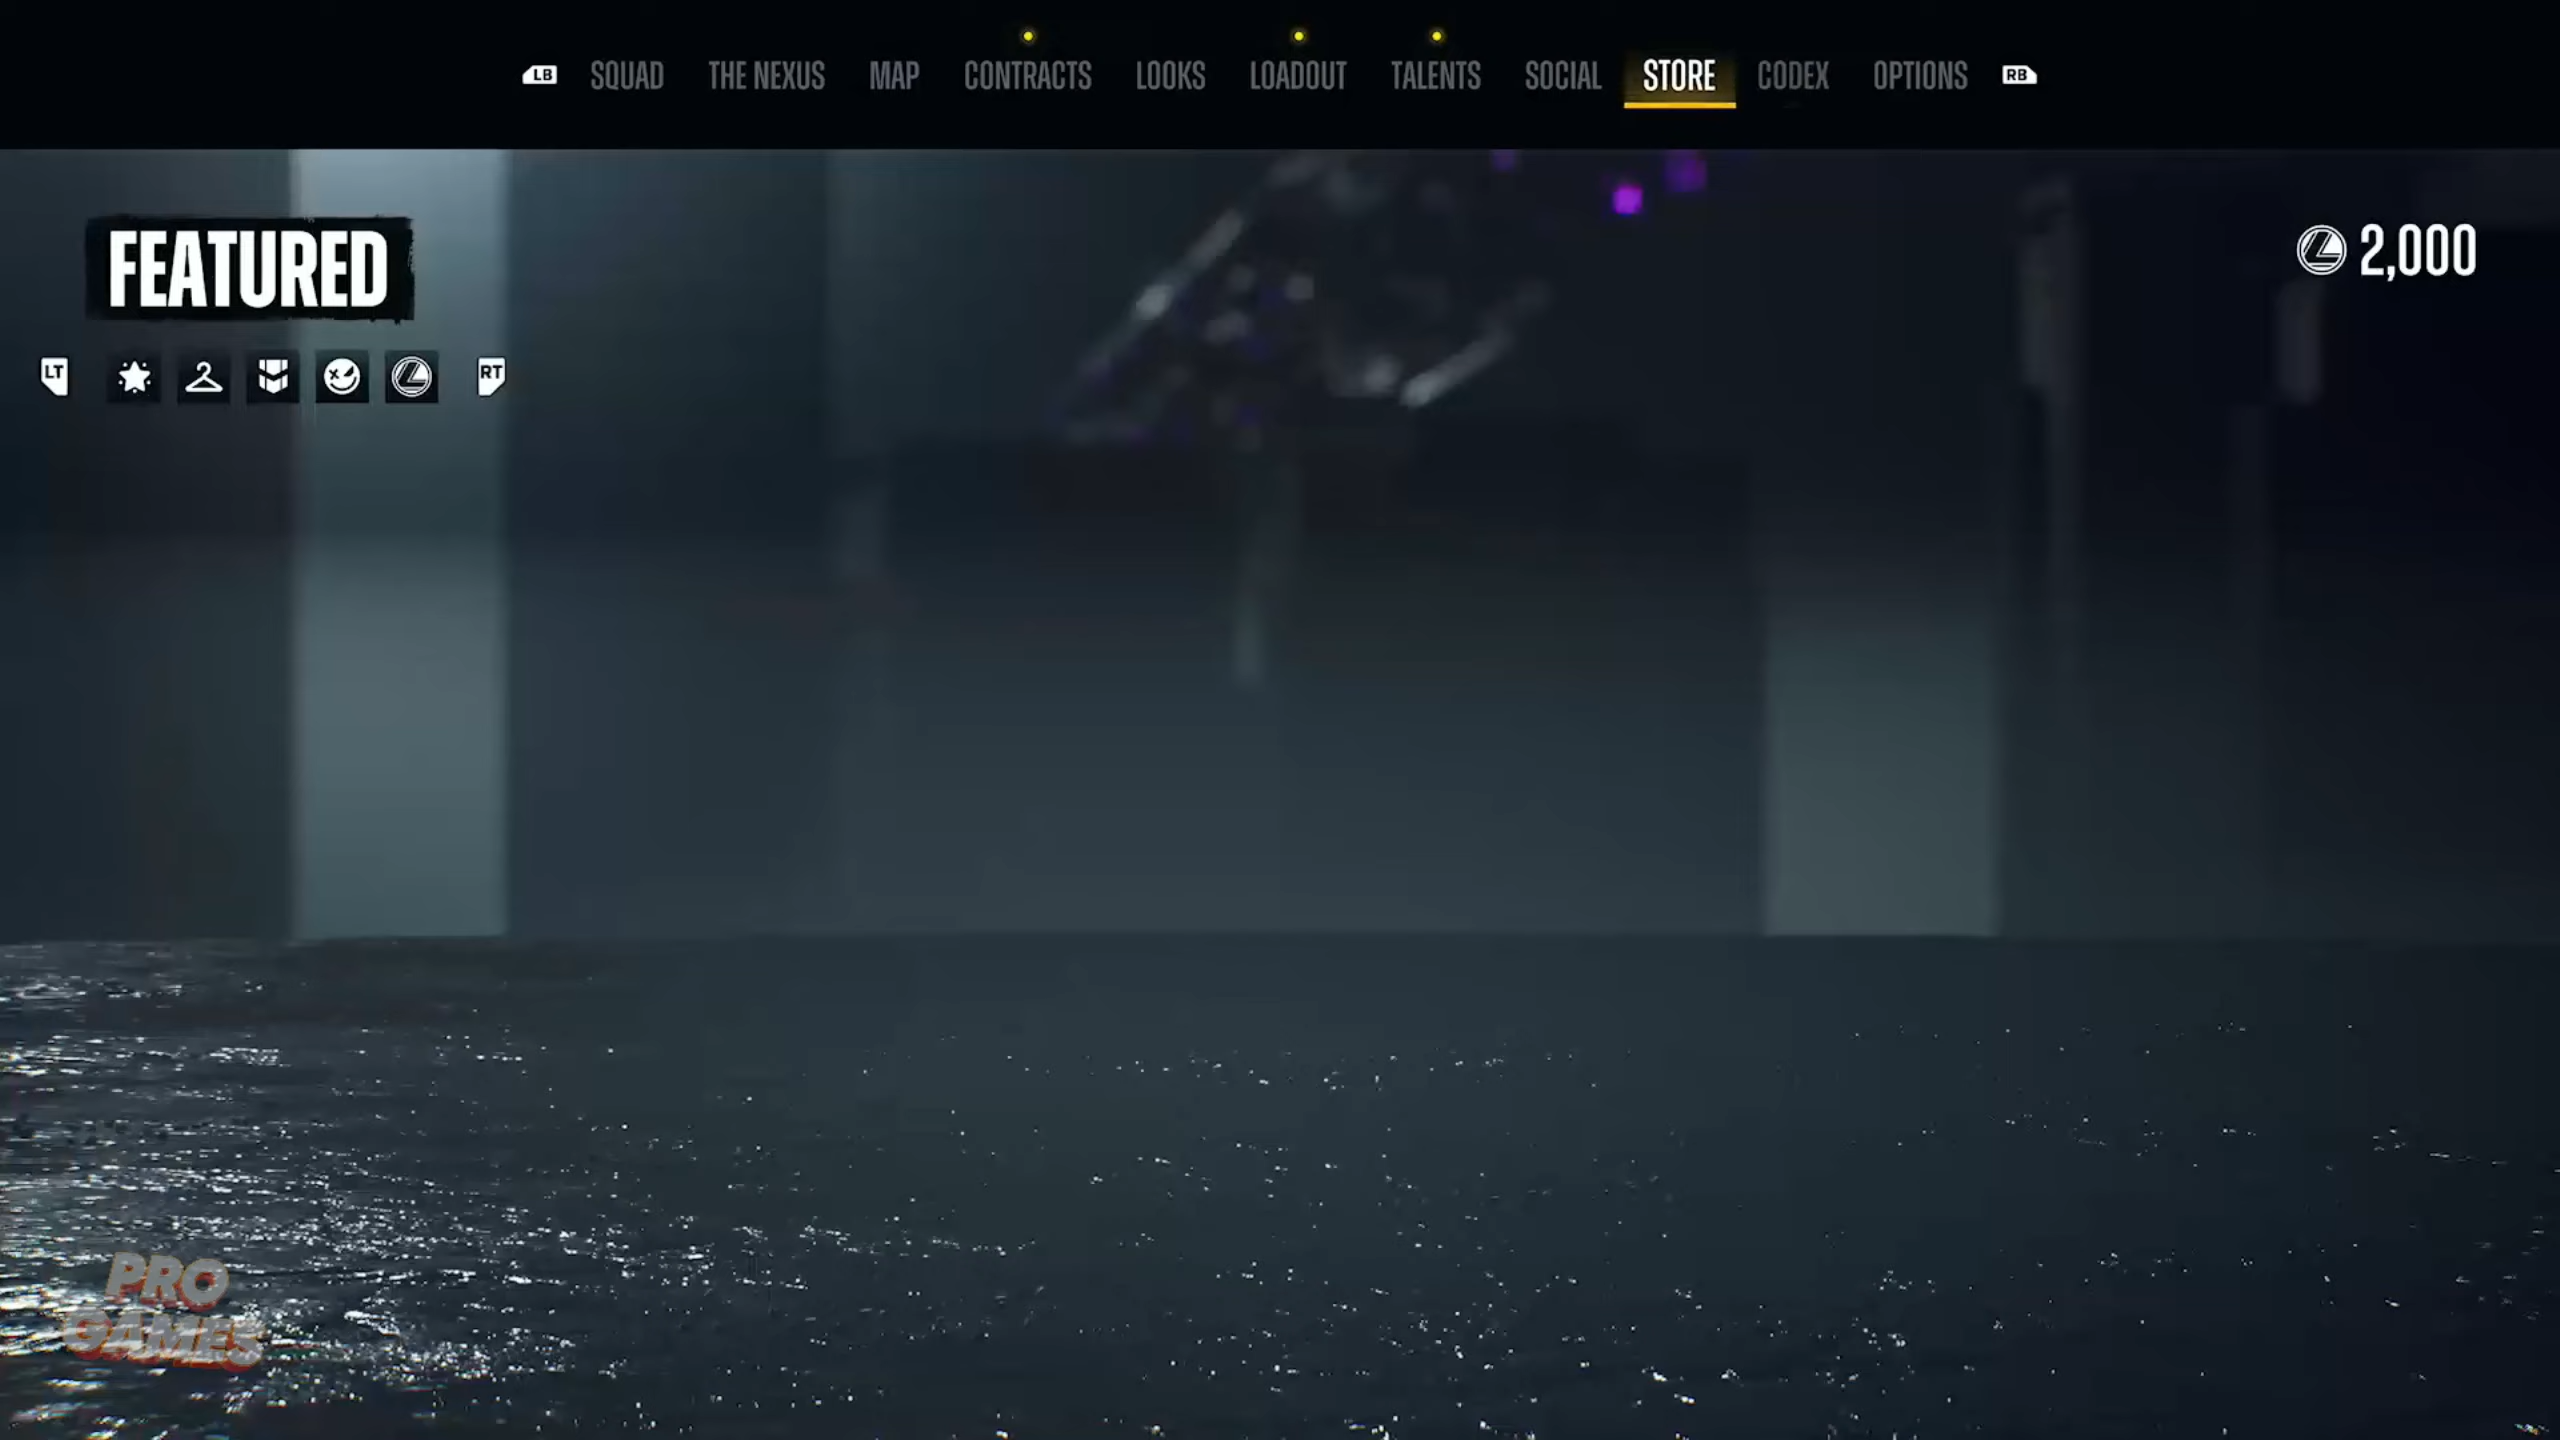 LB SQUAD THE NEXUS MAP CONTRACTS LOOKS LOADOUT TALENTS SOCIAL STORE CODEX OPTIONS RB
FEATURED
2,000
LT RT
PRO
GAMES